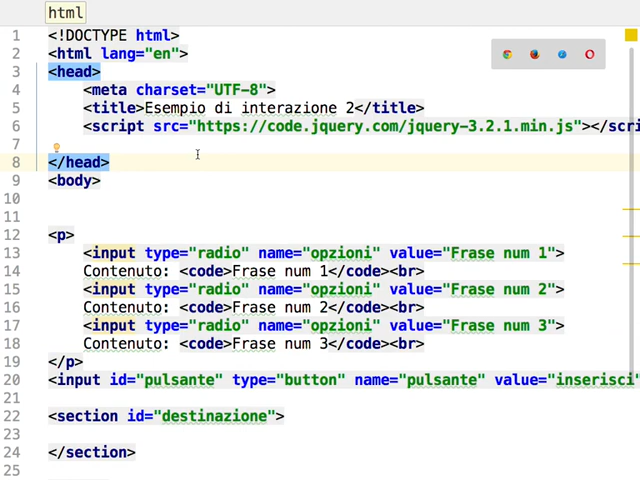 html
1 <!DOCTYPE html>
2 <html lang="en">
3 <head>
4 <meta charset="UTF-8">
5 <title>Esempio di interazione 2</title>
6 <script src="https://code.jquery.com/jquery-3.2.1.min.js"></scri
7
8 </head>
9 <body>
10
11
12 <p>
13 <input type="radio" name="opzioni" value="Frase num 1">
14 Contenuto: <code>Frase num 1</code><br>
15 <input type="radio" name="opzioni" value="Frase num 2">
16 Contenuto: <code>Frase num 2</code><br>
17 <input type="radio" name="opzioni" value="Frase num 3">
18 Contenuto: <code>Frase num 3</code><br>
19 </p>
20 <input id="pulsante" type="button" name="pulsante" value="inserisci"
21
22 <section id="destinazione">
23
24 </section>
25